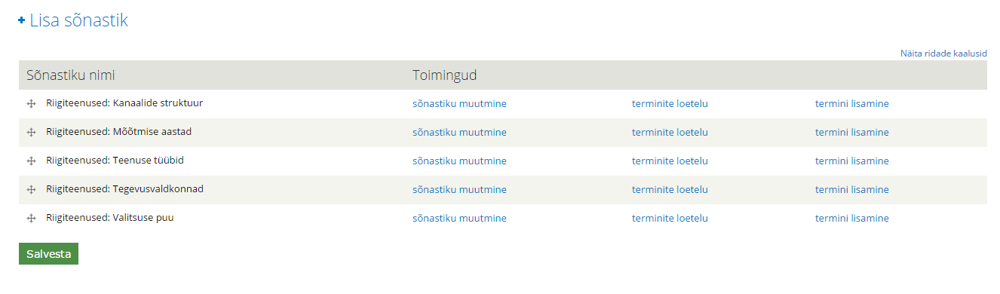 Lisa sõnastik
Näita ridade kaalusid
Sõnastiku nimi Toimingud
Riigiteenused: Kanaalide struktuur sõnastiku muutmine terminite loetelu termini lisamine
Riigiteenused: Mõõtmise aastad sõnastiku muutmine terminite loetelu termini lisamine
Riigiteenused: Teenuse tüübid sõnastiku muutmine terminite loetelu termini lisamine
Riigiteenused: Tegevusvaldkonnad sõnastiku muutmine terminite loetelu termini lisamine
Riigiteenused: Valitsuse puu sõnastiku muutmine terminite loetelu termini lisamine
Salvesta